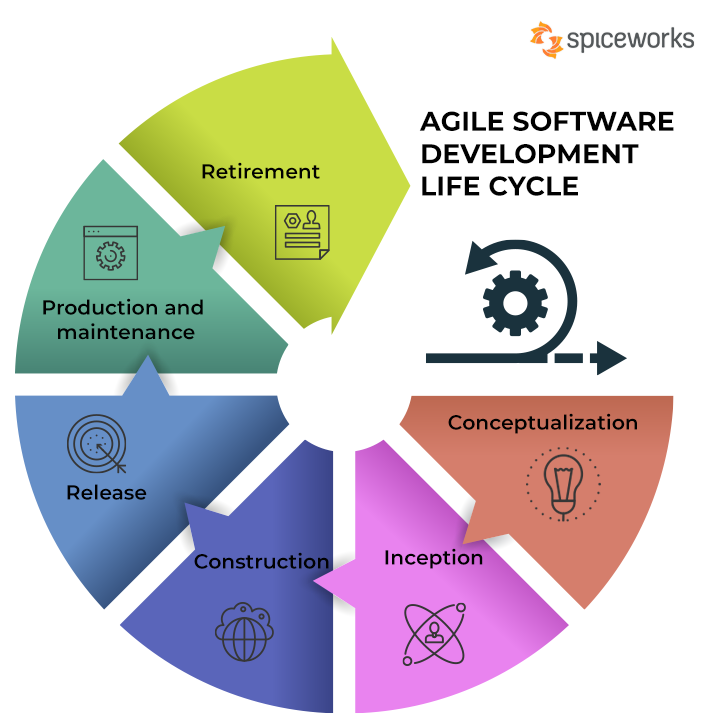 spiceworks
AGILE SOFTWARE
DEVELOPMENT
LIFE CYCLE
Conceptualization
Inception
Construction
Release
Production and
maintenance
Retirement